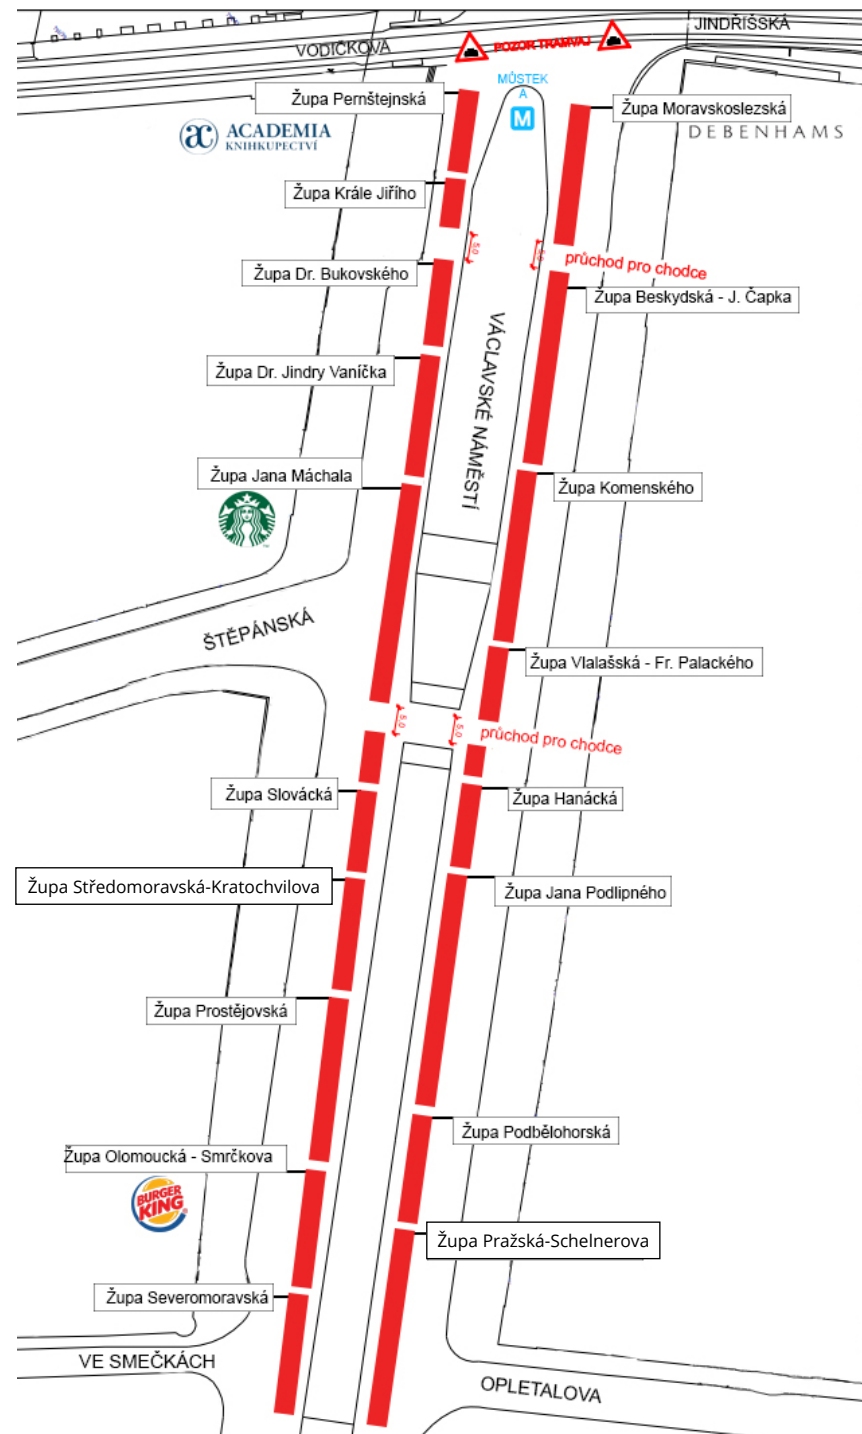 JINDŘIŠSKÁ
VODIČKOVA
POZOR TRAMVAJ
MŮSTEK
A
M
Župa Pernštejnská
Župa Moravskoslezská
ACADEMIA
KNIHKUPECTVÍ
DEBENHAMS
Župa Krále Jiřího
5.0
5.0
průchod pro chodce
Župa Dr. Bukovského
Župa Beskydská - J. Čapka
VÁCLAVSKÉ NÁMĚSTÍ
Župa Dr. Jindry Vaníčka
Župa Jana Máchala
Župa Komenského
ŠTĚPÁNSKÁ
Župa Vlalašská - Fr. Palackého
5.0
5.0
průchod pro chodce
Župa Slovácká
Župa Hanácká
Župa Středomoravská-Kratochvilova
Župa Jana Podlipného
Župa Prostějovská
Župa Podbělohorská
Župa Olomoucká - Smrčkova
BURGER
KING
Župa Pražská-Schelnerova
Župa Severomoravská
VE SMEČKÁCH
OPLETALOVA